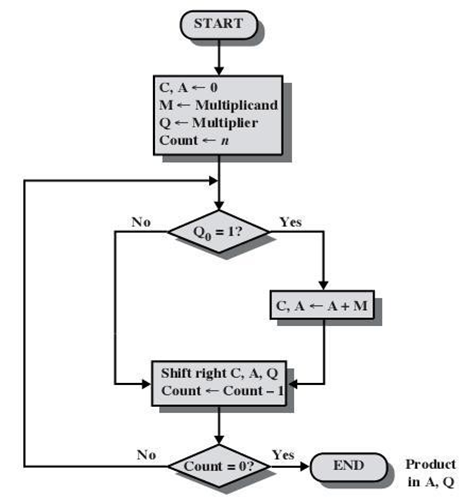 START
C, A ← 0
M ← Multiplicand
Q ← Multiplier
Count ← n
No
Q₀ = 1?
Yes
C, A ← A + M
Shift right C, A, Q
Count ← Count – 1
No
Count = 0?
Yes
END
Product
in A, Q